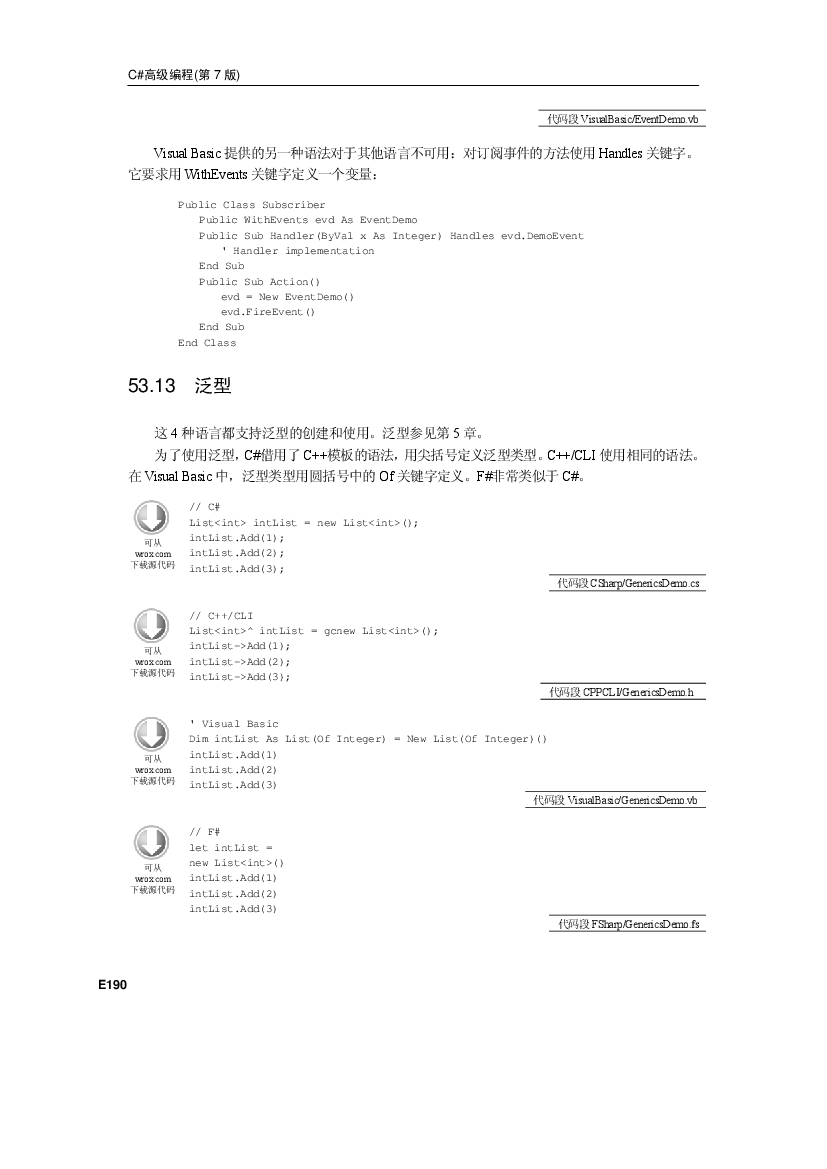 C#高级编程(第 7 版)
代码段 VisualBasic/EventDemo.vb
Visual Basic 提供的另一种语法对于其他语言不可用：对订阅事件的方法使用 Handles 关键字。
它要求用 WithEvents 关键字定义一个变量：
Public Class Subscriber
Public WithEvents evd As EventDemo
Public Sub Handler(ByVal x As Integer) Handles evd.DemoEvent
' Handler implementation
End Sub
Public Sub Action()
evd = New EventDemo()
evd.FireEvent()
End Sub
End Class
53.13 泛型
这 4 种语言都支持泛型的创建和使用。泛型参见第 5 章。
为了使用泛型，C#借用了 C++模板的语法，用尖括号定义泛型类型。C++/CLI 使用相同的语法。
在 Visual Basic 中，泛型类型用圆括号中的 Of 关键字定义。F#非常类似于 C#。
可从
wrox.com
下载源代码
// C#
List<int> intList = new List<int>();
intList.Add(1);
intList.Add(2);
intList.Add(3);
代码段 CSharp/GenericsDemo.cs
可从
wrox.com
下载源代码
// C++/CLI
List<int>^ intList = gcnew List<int>();
intList->Add(1);
intList->Add(2);
intList->Add(3);
代码段 CPPCLI/GenericsDemo.h
可从
wrox.com
下载源代码
' Visual Basic
Dim intList As List(Of Integer) = New List(Of Integer)()
intList.Add(1)
intList.Add(2)
intList.Add(3)
代码段 VisualBasic/GenericsDemo.vb
可从
wrox.com
下载源代码
// F#
let intList =
new List<int>()
intList.Add(1)
intList.Add(2)
intList.Add(3)
代码段 FSharp/GenericsDemo.fs
E190